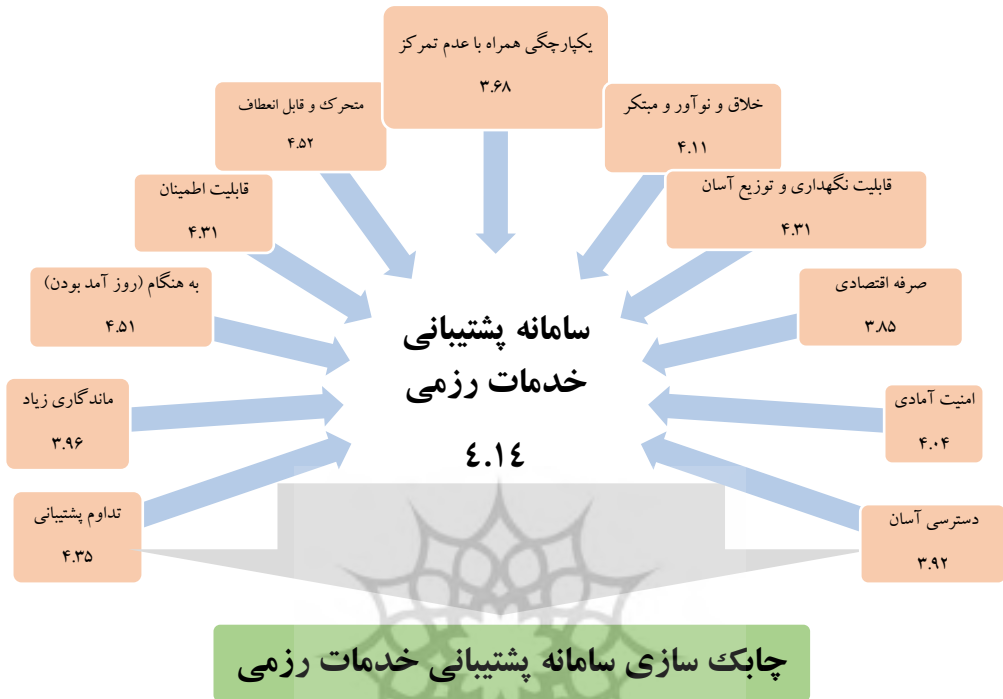 یکپارچگی همراه با عدم تمرکز
۳.۶۸
خلاق و نوآور و مبتکر
۴.۱۱
متحرک و قابل انعطاف
۴.۵۲
قابلیت نگهداری و توزیع آسان
۴.۳۱
قابلیت اطمینان
۴.۳۱
صرفه اقتصادی
۳.۸۵
به هنگام (روز آمد بودن)
۴.۵۱
امنیت آمادی
۴.۰۴
ماندگاری زیاد
۳.۹۶
دسترسی آسان
۳.۹۲
تداوم پشتیبانی
۴.۳۵
سامانه پشتیبانی
خدمات رزمی
٤.١٤
چابک سازی سامانه پشتیبانی خدمات رزمی